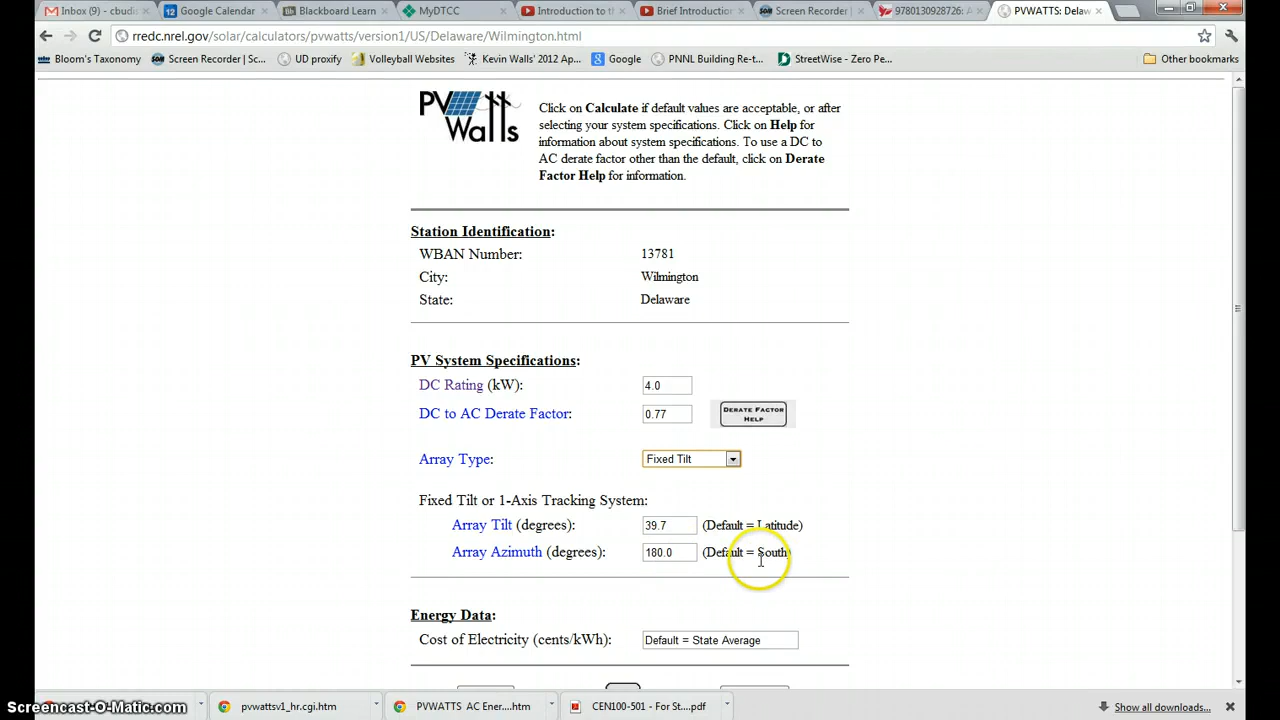 Inbox (9) - cbudi
Google Calendar
Blackboard Learn
MyDTCC
Introduction to th
Brief Introduction
Screen Recorder |
9780130928726: A
PVWATTS: Delaw
rredc.nrel.gov/solar/calculators/pvwatts/version1/US/Delaware/Wilmington.html
Bloom's Taxonomy
Screen Recorder | Sc...
UD proxify
Volleyball Websites
Kevin Walls' 2012 Ap...
Google
PNNL Building Re-t...
StreetWise - Zero Pe...
Other bookmarks
PV
Watts
Click on Calculate if default values are acceptable, or after
selecting your system specifications. Click on Help for
information about system specifications. To use a DC to
AC derate factor other than the default, click on Derate
Factor Help for information.
Station Identification:
WBAN Number: 13781
City: Wilmington
State: Delaware
PV System Specifications:
DC Rating (kW): 4.0
DC to AC Derate Factor: 0.77
DERATE FACTOR
HELP
Array Type: Fixed Tilt
Fixed Tilt or 1-Axis Tracking System:
Array Tilt (degrees): 39.7 (Default = Latitude)
Array Azimuth (degrees): 180.0 (Default = South)
Energy Data:
Cost of Electricity (cents/kWh): Default = State Average
Screencast-O-Matic.com
pvwattsv1_hr.cgi.htm
PVWATTS AC Ener....htm
CEN100-501 - For St....pdf
Show all downloads...